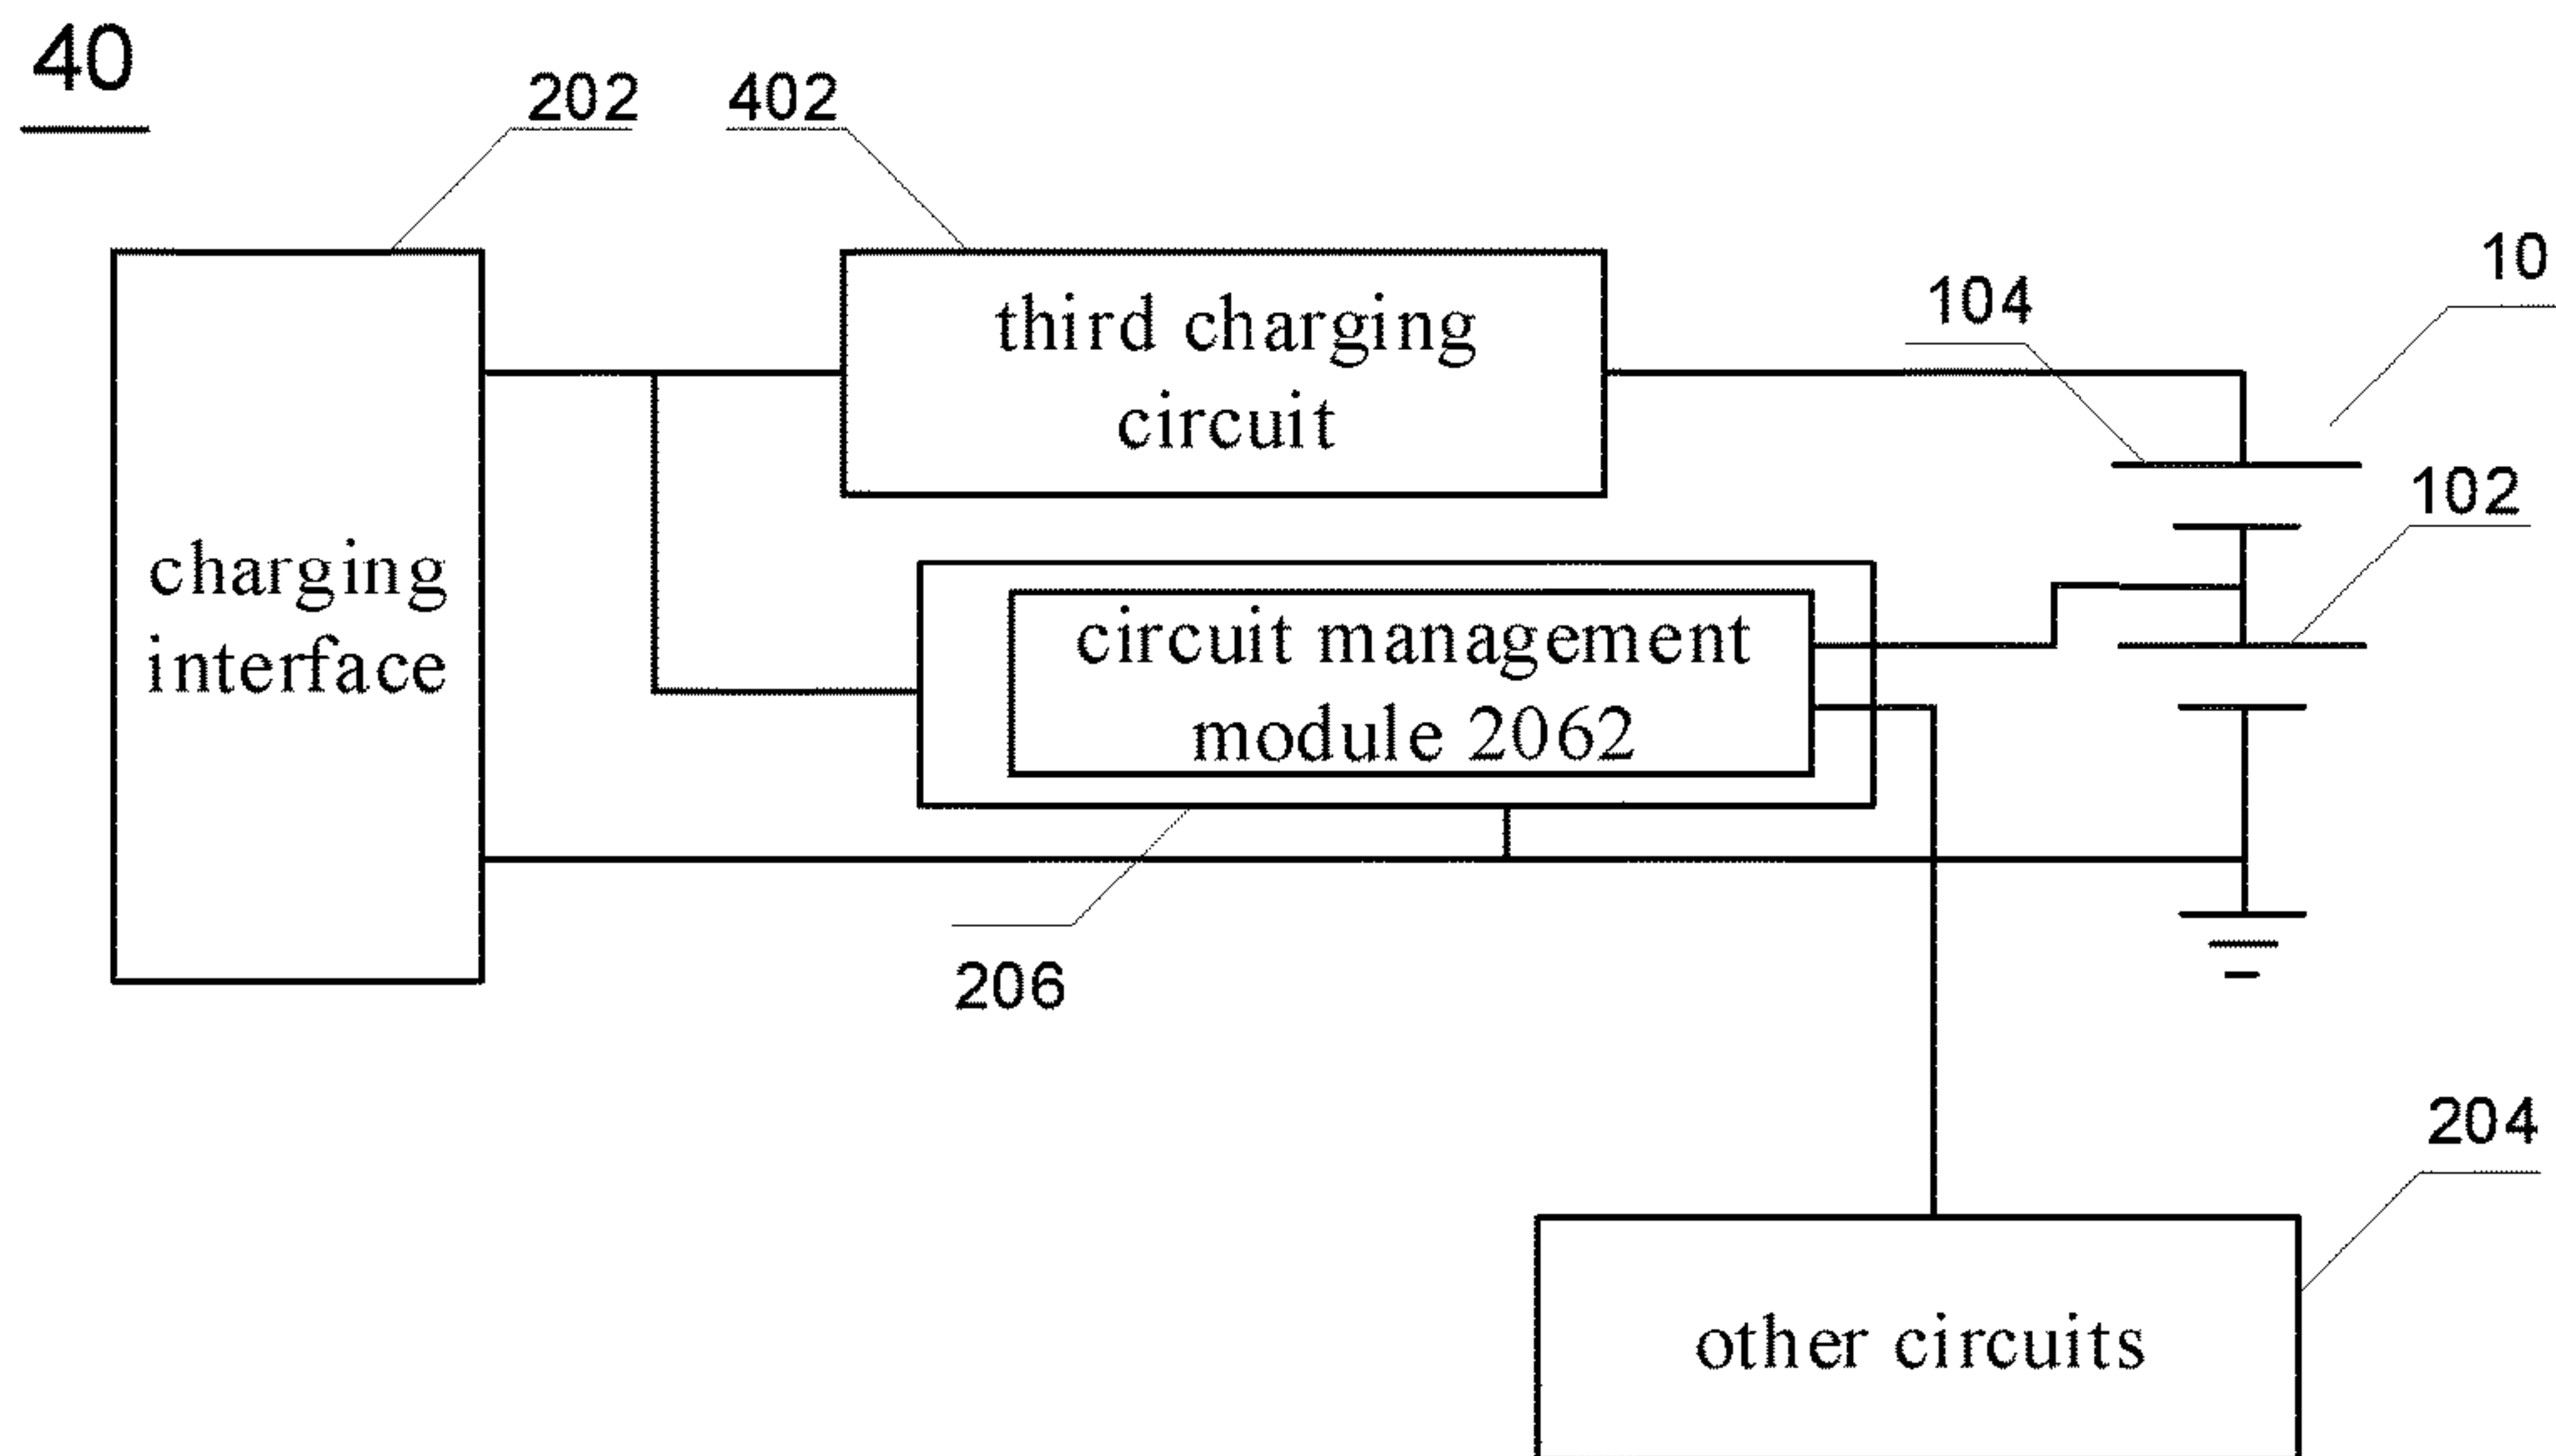 40
202
402
10
104
third charging
circuit
102
charging
interface
circuit management
module 2062
206
204
other circuits